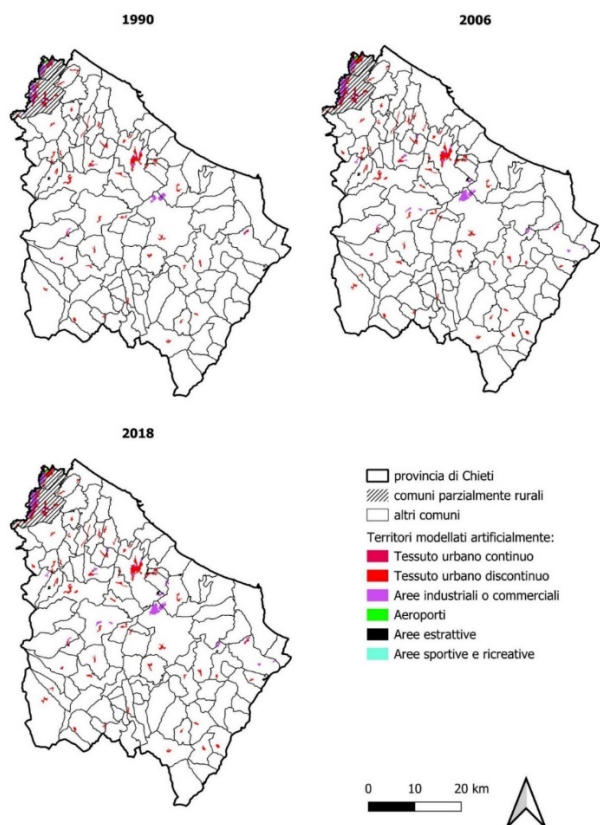 1990
2006
2018
provincia di Chieti
comuni parzialmente rurali
altri comuni
Territori modellati artificialmente:
Tessuto urbano continuo
Tessuto urbano discontinuo
Aree industriali o commerciali
Aeroporti
Aree estrattive
Aree sportive e ricreative
0 10 20 km